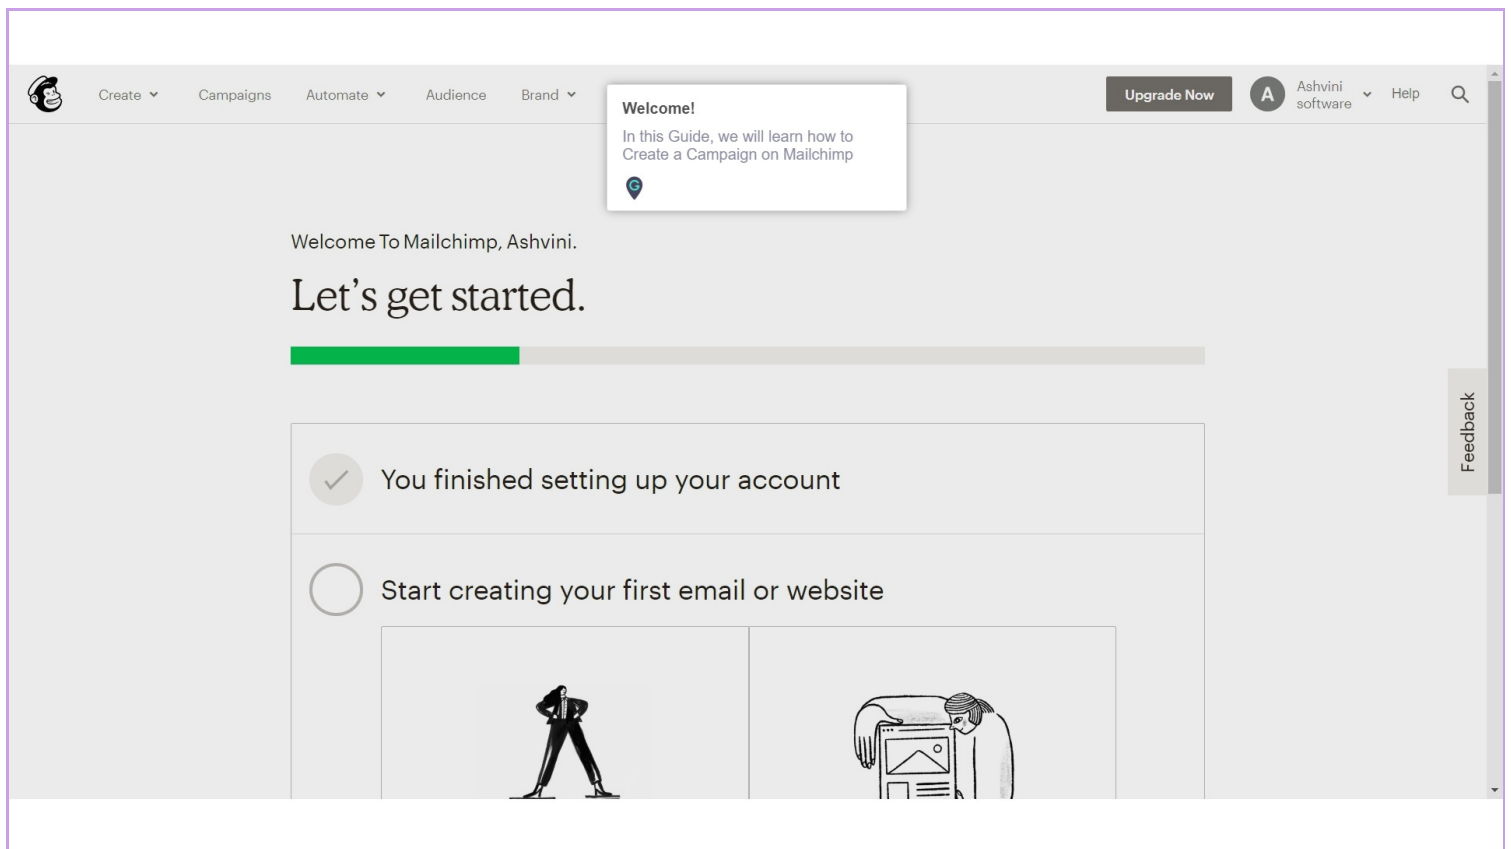 Create
Campaigns
Automate
Audience
Brand
Welcome!
In this Guide, we will learn how to
Create a Campaign on Mailchimp
G
Upgrade Now
A
Ashvini
software
Help
Welcome To Mailchimp, Ashvini.
Let’s get started.
Feedback
You finished setting up your account
Start creating your first email or website